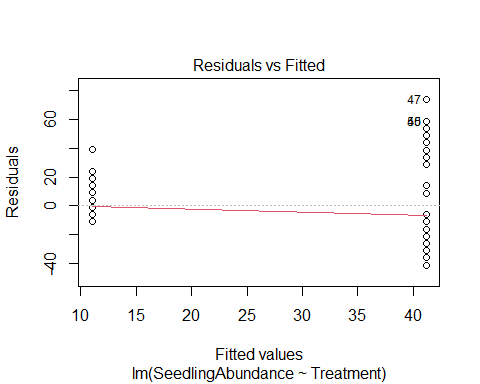 Residuals vs Fitted
Residuals
60
20
0
-40
47
10 15 20 25 30 35 40
Fitted values
lm(SeedlingAbundance ~ Treatment)